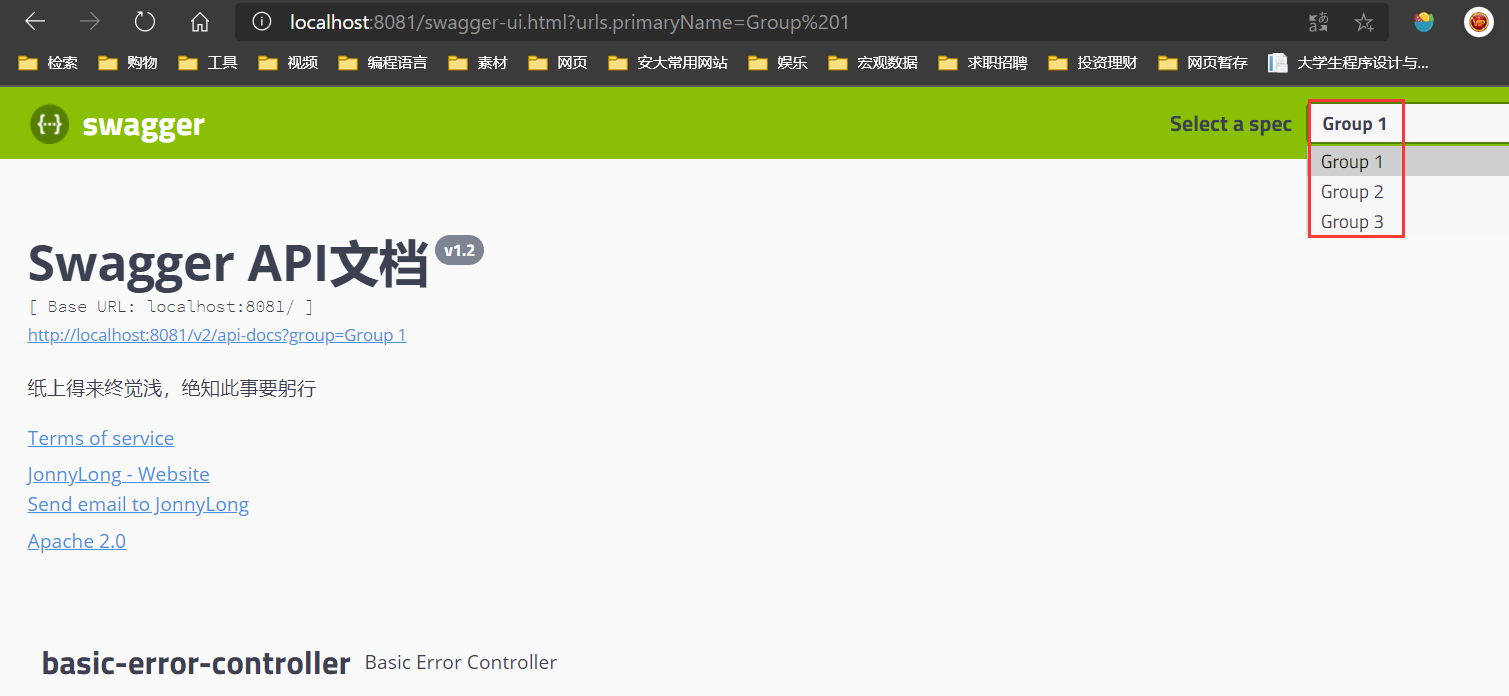 localhost:8081/swagger-ui.html?urls.primaryName=Group%201
检索 购物 工具 视频 编程语言 素材 网页 安大常用网站 娱乐 宏观数据 求职招聘 投资理财 网页暂存 大学生程序设计与...
{···} swagger Select a spec Group 1
Group 1
Group 2
Group 3
Swagger API文档 v1.2
[ Base URL: localhost:8081/ ]
http://localhost:8081/v2/api-docs?group=Group 1
纸上得来终觉浅，绝知此事要躬行
Terms of service
JonnyLong - Website
Send email to JonnyLong
Apache 2.0
basic-error-controller Basic Error Controller